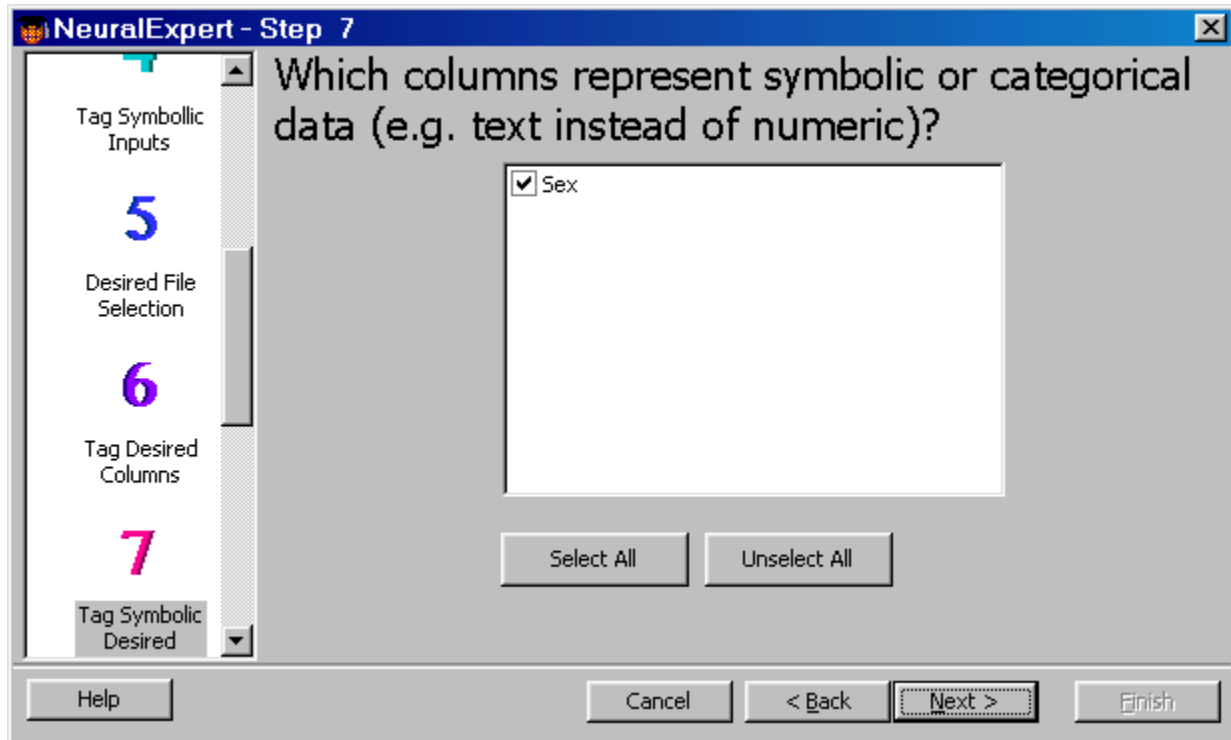 NeuralExpert - Step 7
4
Tag Symbollic
Inputs
5
Desired File
Selection
6
Tag Desired
Columns
7
Tag Symbolic
Desired
Which columns represent symbolic or categorical
data (e.g. text instead of numeric)?
Sex
Select All
Unselect All
Help
Cancel
< Back
Next >
Finish